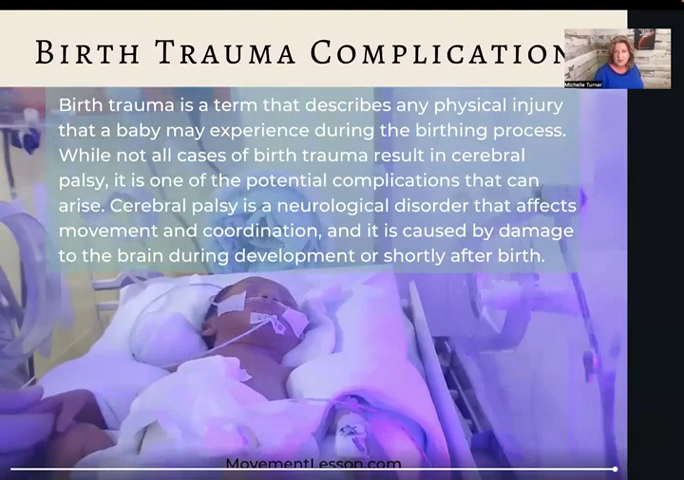 BIRTH TRAUMA COMPLICATION
Michelle Turner
Birth trauma is a term that describes any physical injury
that a baby may experience during the birthing process.
While not all cases of birth trauma result in cerebral
palsy, it is one of the potential complications that can
arise. Cerebral palsy is a neurological disorder that affects
movement and coordination, and it is caused by damage
to the brain during development or shortly after birth.
MovementLesson.com